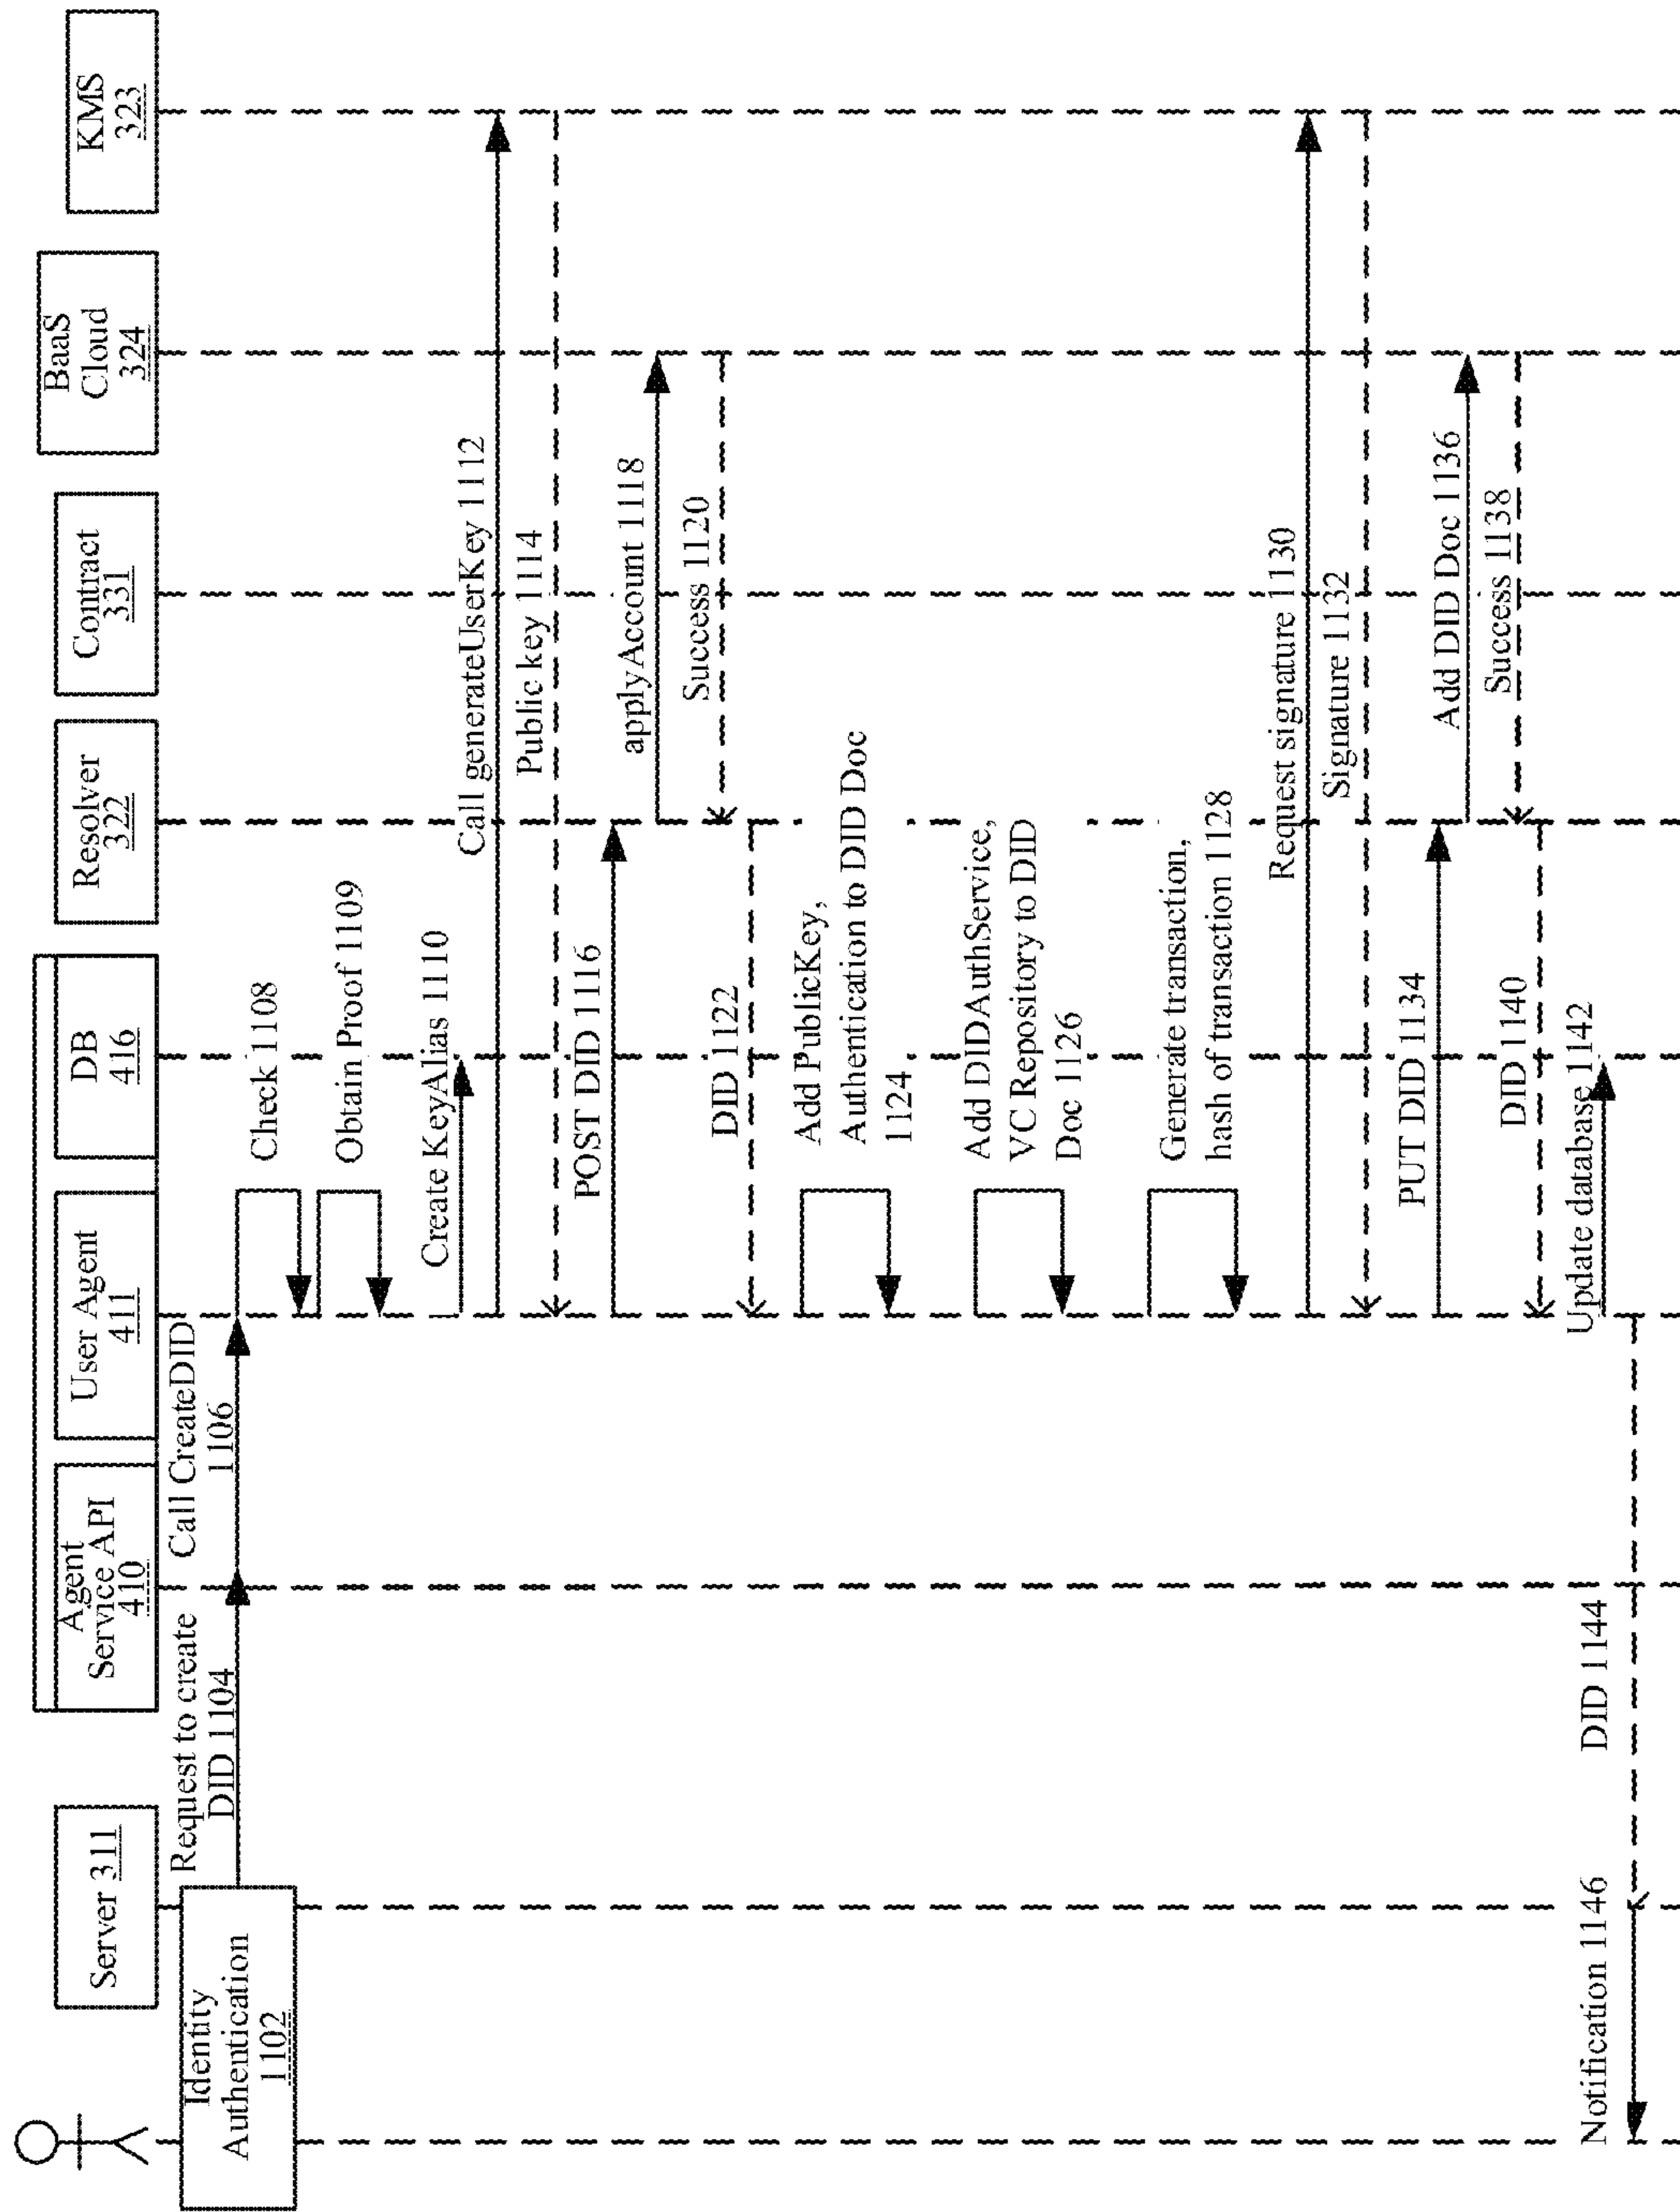 Server 311
Agent
Service API
410
User Agent
411
DB
416
Resolver
322
Contract
331
BaaS
Cloud
324
KMS
323
Identity
Authentication
1102
Request to create
DID 1104
Call CreateDID
1106
Check 1108
Obtain Proof 1109
Create KeyAlias 1110
Call generateUserKey 1112
Public key 1114
POST DID 1116
applyAccount 1118
Success 1120
DID 1122
Add PublicKey,
Authentication to DID Doc
1124
Add DIDAuthService,
VC Repository to DID
Doc 1126
Generate transaction,
hash of transaction 1128
Request signature 1130
Signature 1132
PUT DID 1134
Add DID Doc 1136
Success 1138
DID 1140
Update database 1142
DID 1144
Notification 1146